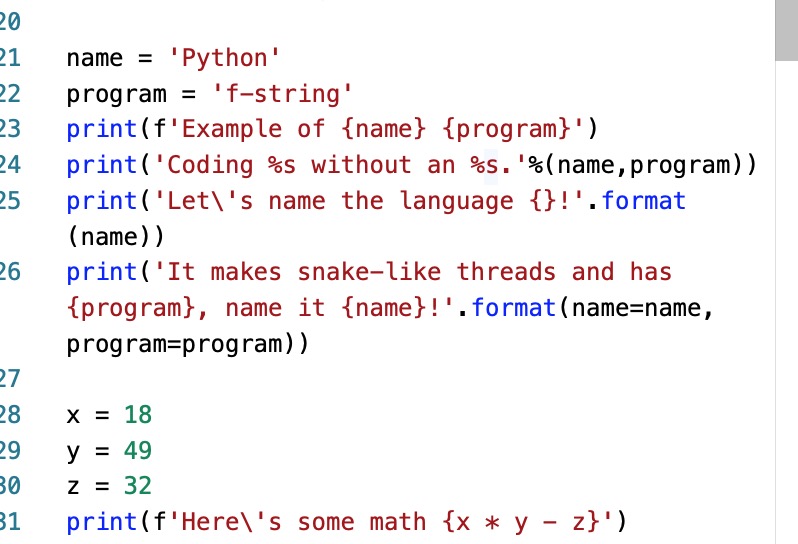 20
21 name = 'Python'
22 program = 'f-string'
23 print(f'Example of {name} {program}')
24 print('Coding %s without an %s.'%(name,program))
25 print('Let\'s name the language {}!'.format
(name))
26 print('It makes snake-like threads and has
{program}, name it {name}!'.format(name=name,
program=program))
27
28 x = 18
29 y = 49
30 z = 32
31 print(f'Here\'s some math {x * y - z}')